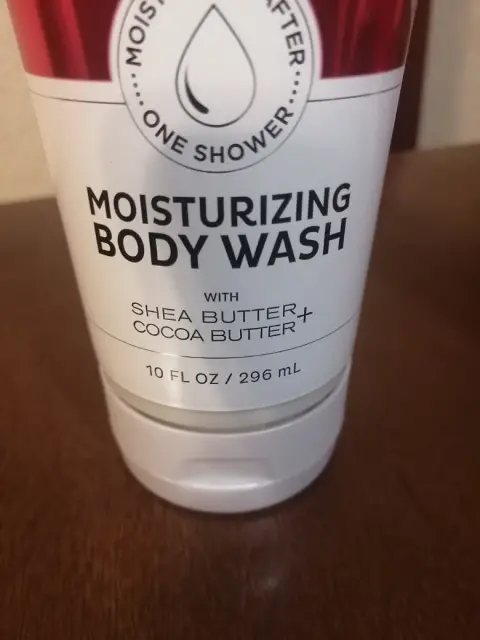 AFTER
ONE SHOWER
MOISTURIZING
BODY WASH
WITH
SHEA BUTTER +
COCOA BUTTER
10 FL OZ / 296 mL